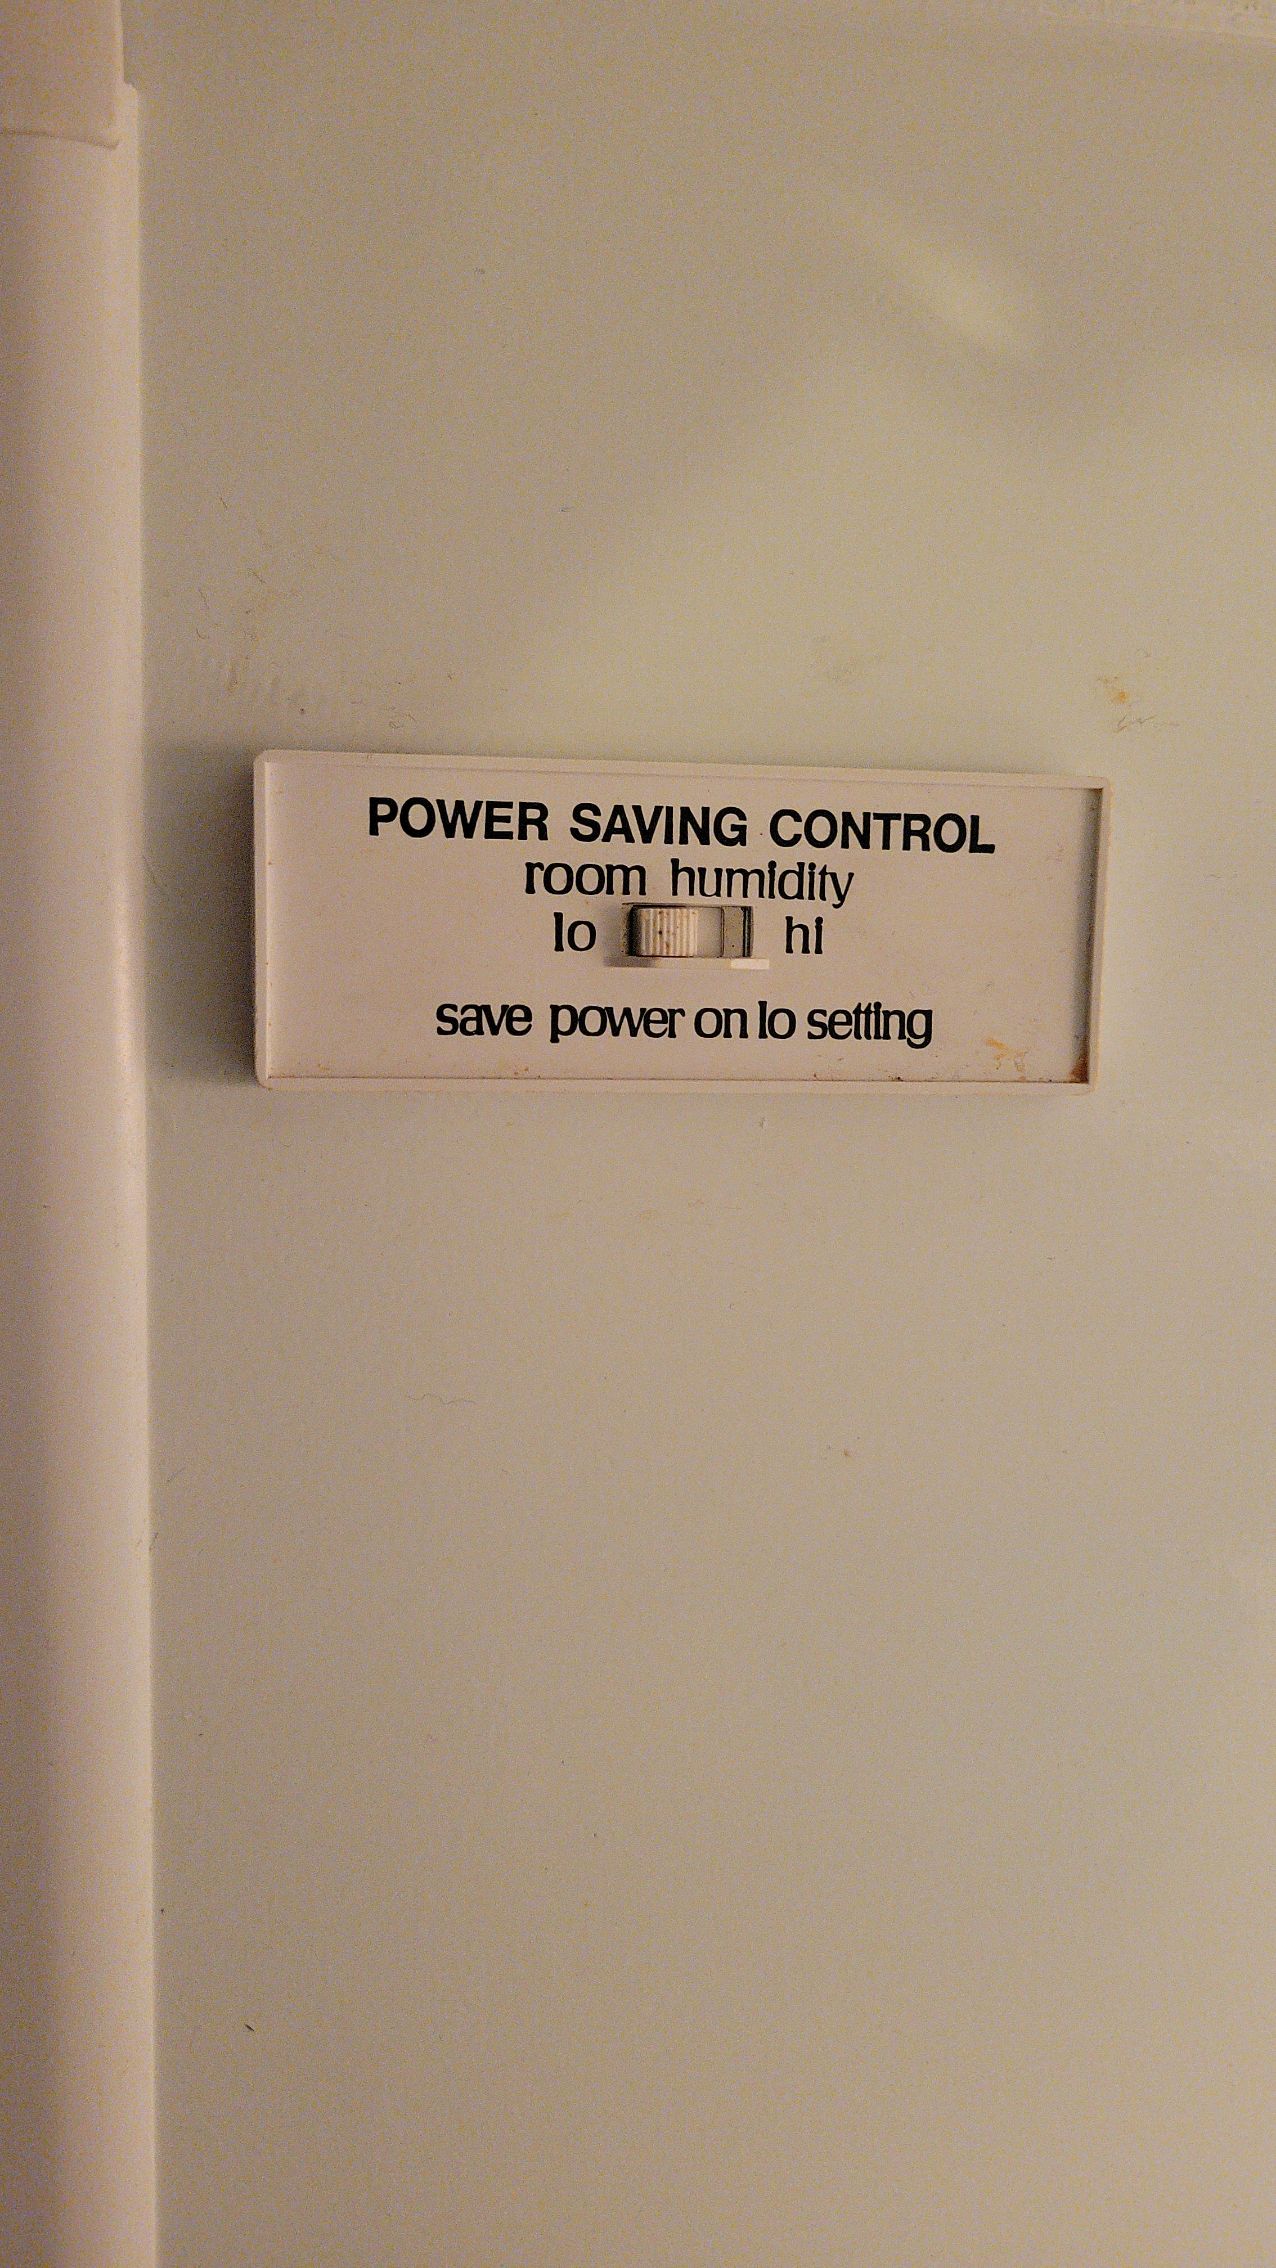 POWER SAVING CONTROL
room humidity
lo hi
save power on lo setting